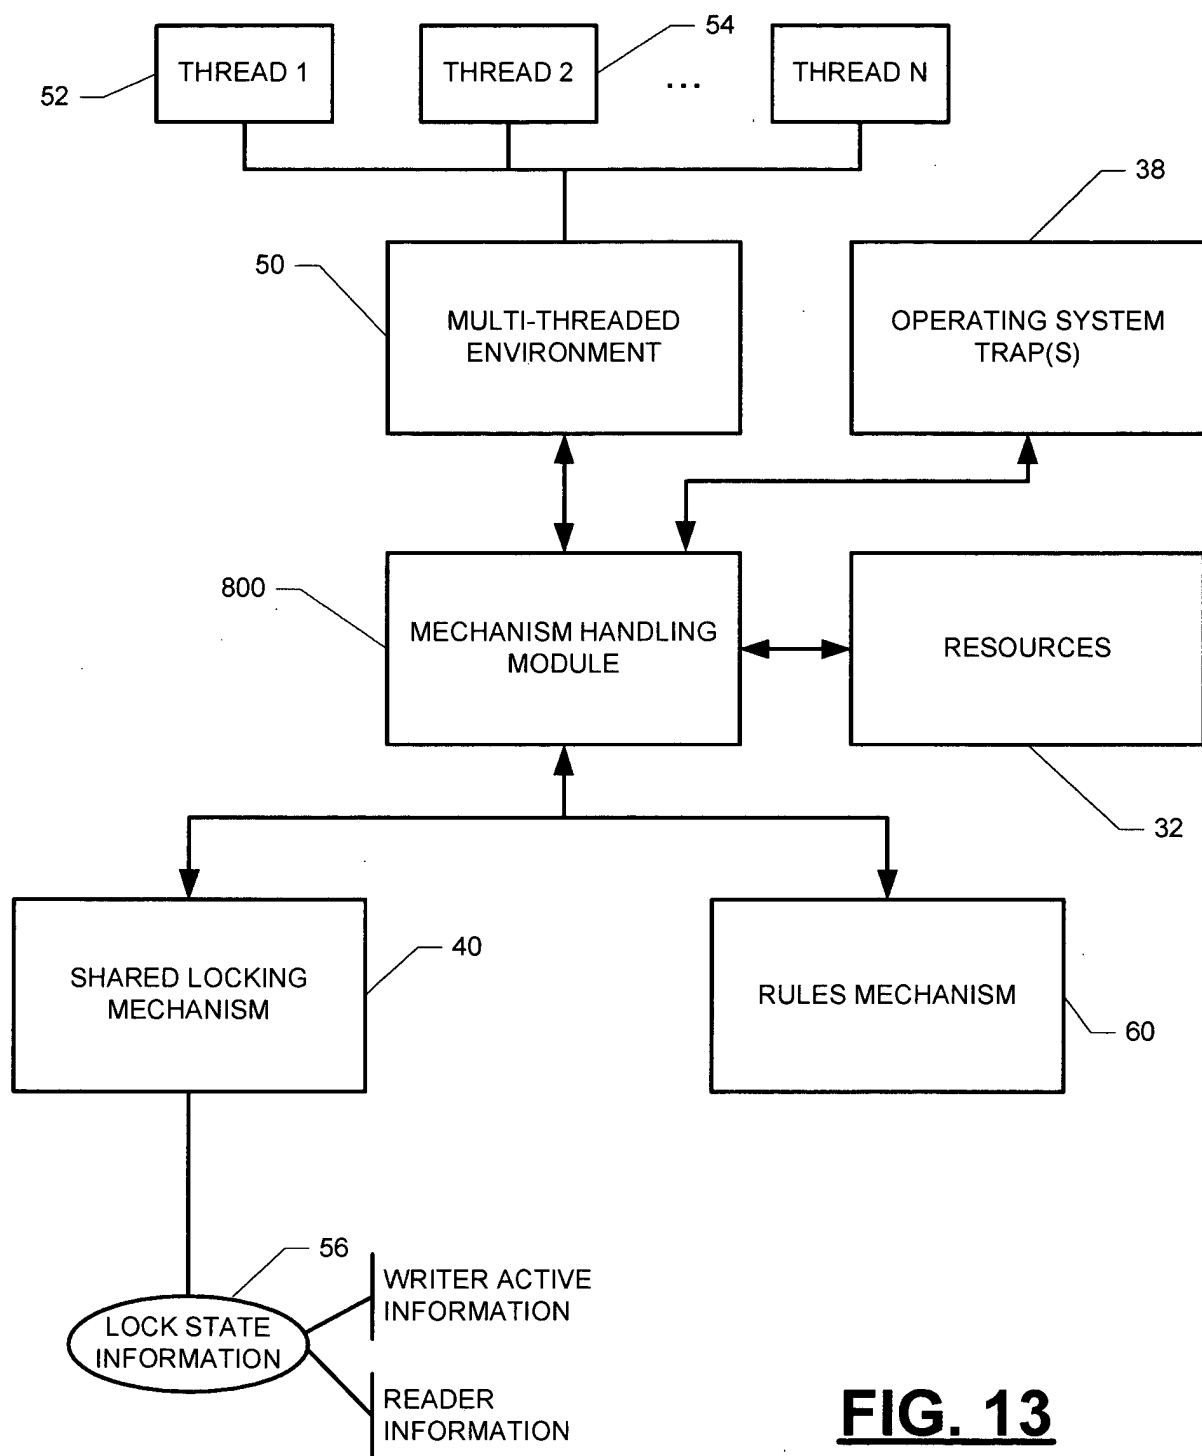 54
THREAD 1
THREAD 2
...
THREAD N
52
38
50
MULTI-THREADED
ENVIRONMENT
OPERATING SYSTEM
TRAP(S)
800
MECHANISM HANDLING
MODULE
RESOURCES
32
SHARED LOCKING
MECHANISM
40
RULES MECHANISM
60
56
LOCK STATE
INFORMATION
WRITER ACTIVE
INFORMATION
READER
INFORMATION
FIG. 13